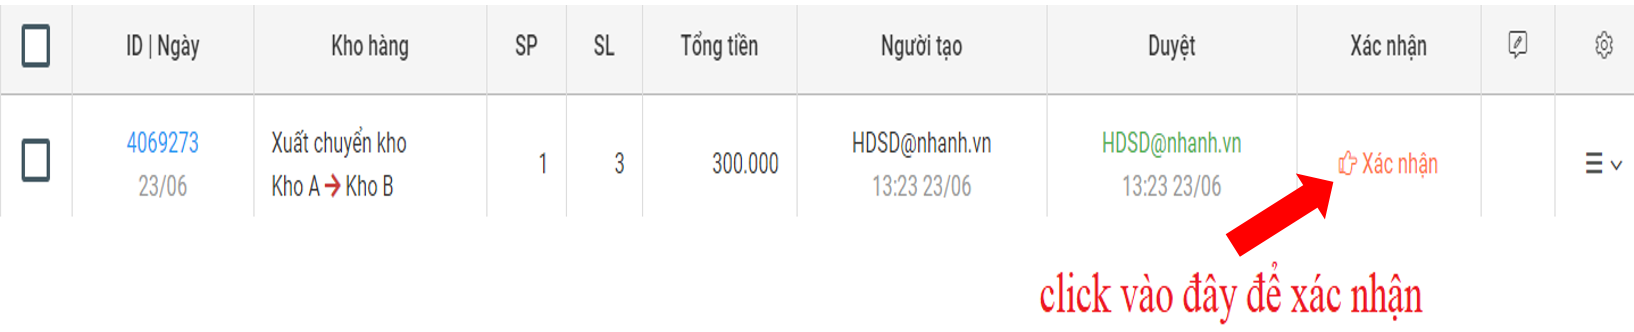 ID | Ngày Kho hàng SP SL Tổng tiền Người tạo Duyệt Xác nhận
4069273 Xuất chuyển kho HDSD@nhanh.vn HDSD@nhanh.vn
1 3 300.000 Xác nhận
23/06 Kho A → Kho B 13:23 23/06 13:23 23/06
click vào đây để xác nhận